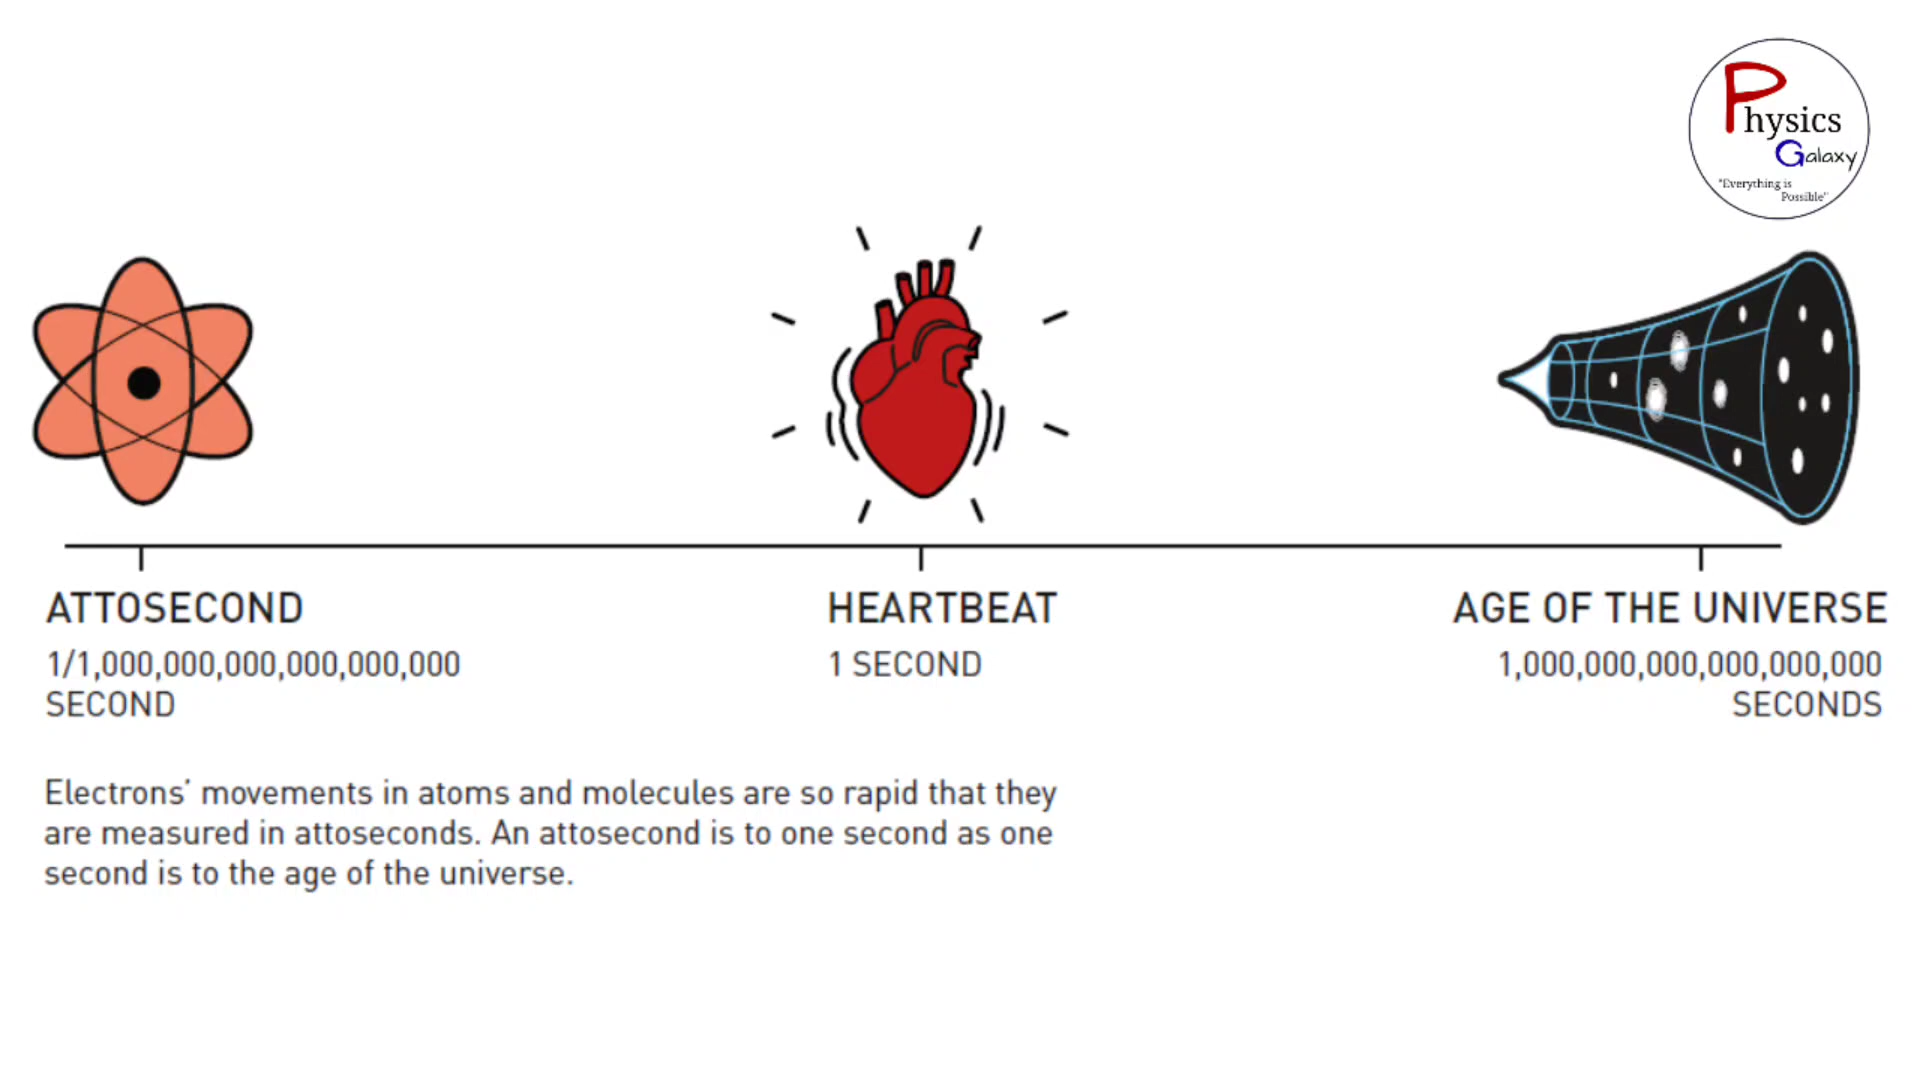 Physics
Galaxy
"Everything is
Possible"
ATTOSECOND
1/1,000,000,000,000,000,000
SECOND
HEARTBEAT
1 SECOND
AGE OF THE UNIVERSE
1,000,000,000,000,000,000
SECONDS
Electrons’ movements in atoms and molecules are so rapid that they
are measured in attoseconds. An attosecond is to one second as one
second is to the age of the universe.